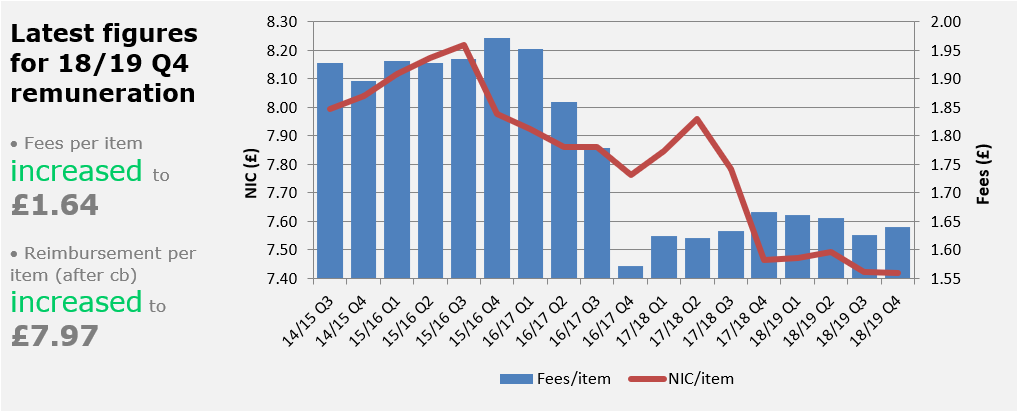 Latest figures
for 18/19 Q4
remuneration
• Fees per item
increased to
£1.64
• Reimbursement per
item (after cb)
increased to
£7.97
NIC (£)
8.30
8.20
8.10
8.00
7.90
7.80
7.70
7.60
7.50
7.40
2.00
1.95
1.90
1.85
1.80
1.75
1.70
1.65
1.60
1.55
Fees (£)
14/15 Q3
14/15 Q4
15/16 Q1
15/16 Q2
15/16 Q3
15/16 Q4
16/17 Q1
16/17 Q2
16/17 Q3
16/17 Q4
17/18 Q1
17/18 Q2
17/18 Q3
17/18 Q4
18/19 Q1
18/19 Q2
18/19 Q3
18/19 Q4
Fees/item
NIC/item